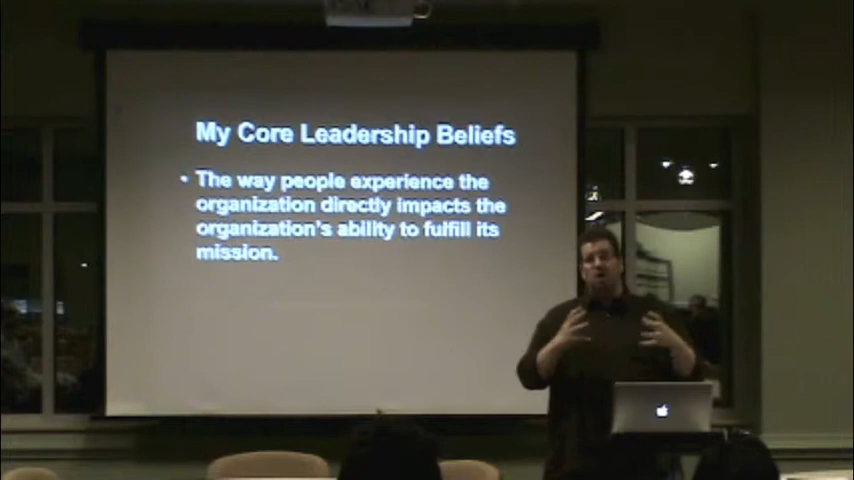 My Core Leadership Beliefs
• The way people experience the
organization directly impacts the
organization's ability to fulfill its
mission.